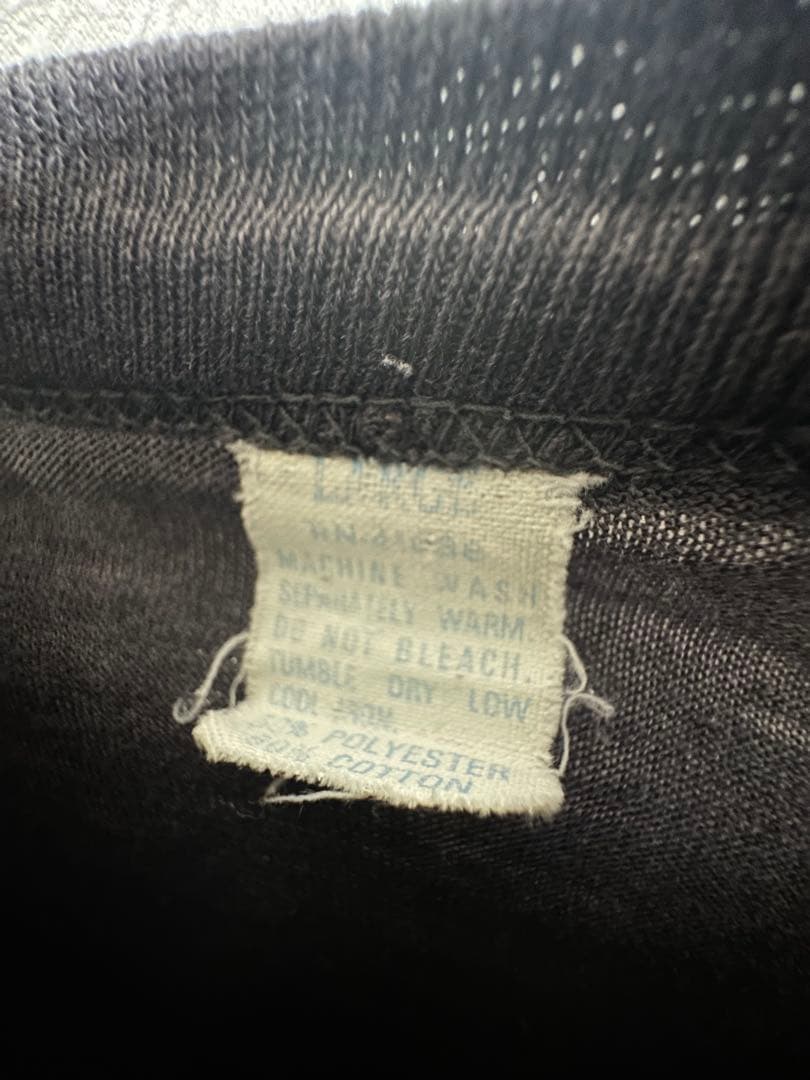 LARGE
MACHINE WASH
SEPARATELY WARM.
DO NOT BLEACH.
TUMBLE DRY LOW
COOL IRON.
POLYESTER
COTTON